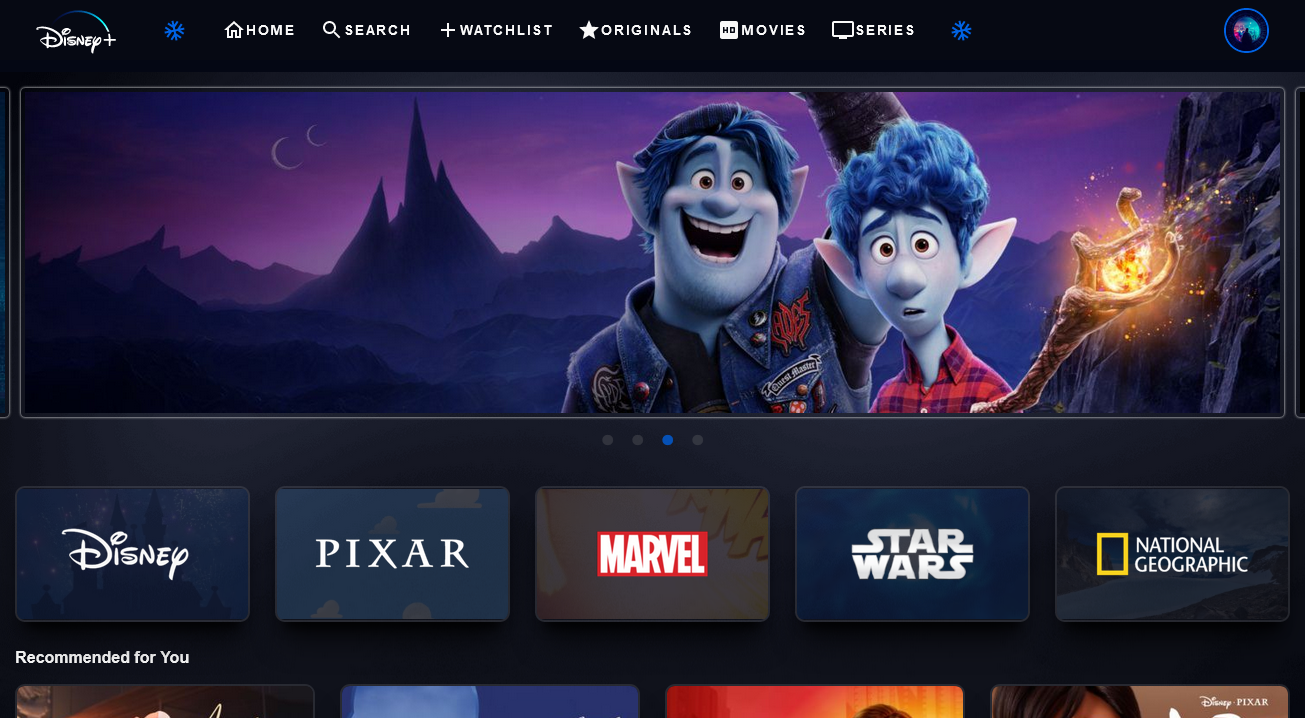 Disney+
HOME
SEARCH
WATCHLIST
ORIGINALS
HD MOVIES
SERIES
HADES
Quest Master
Disney
PIXAR
MARVEL
STAR
WARS
NATIONAL
GEOGRAPHIC
Recommended for You
Disney · PIXAR